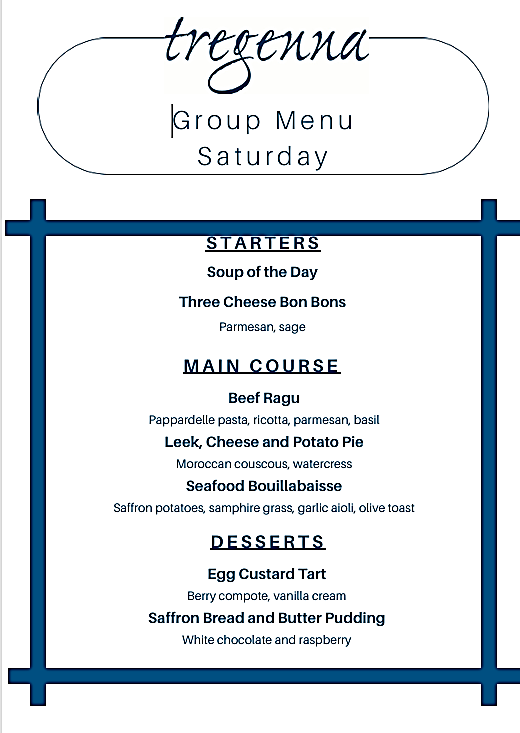 tregenna
Group Menu
Saturday
STARTERS
Soup of the Day
Three Cheese Bon Bons
Parmesan, sage
MAIN COURSE
Beef Ragu
Pappardelle pasta, ricotta, parmesan, basil
Leek, Cheese and Potato Pie
Moroccan couscous, watercress
Seafood Bouillabaisse
Saffron potatoes, samphire grass, garlic aioli, olive toast
DESSERTS
Egg Custard Tart
Berry compote, vanilla cream
Saffron Bread and Butter Pudding
White chocolate and raspberry